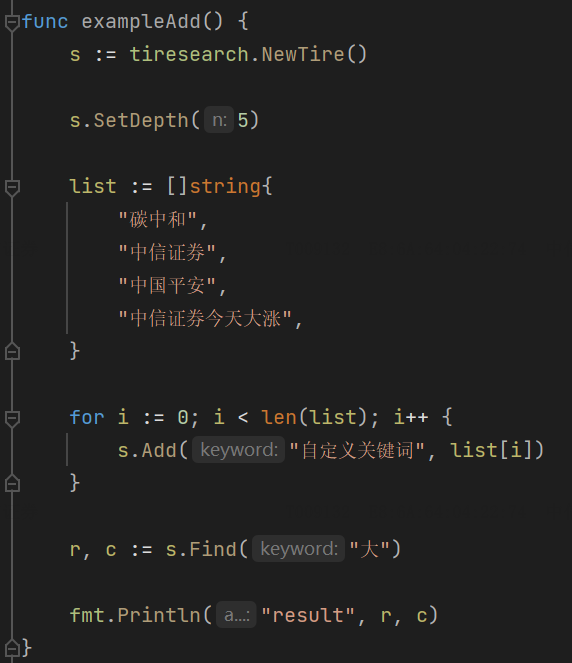 func exampleAdd() {
s := tiresearch.NewTire()
s.SetDepth( n: 5)
list := []string{
"碳中和",
"中信证券",
"中国平安",
"中信证券今天大涨",
}
for i := 0; i < len(list); i++ {
s.Add( keyword: "自定义关键词", list[i])
}
r, c := s.Find( keyword: "大")
fmt.Println( a...: "result", r, c)
}